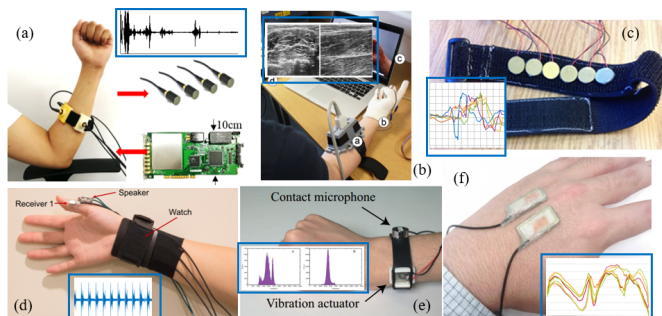 (a)
10cm
d
c
b
a
(b)
(c)
Receiver 1
Speaker
Watch
(d)
Contact microphone
Vibration actuator
(e)
(f)